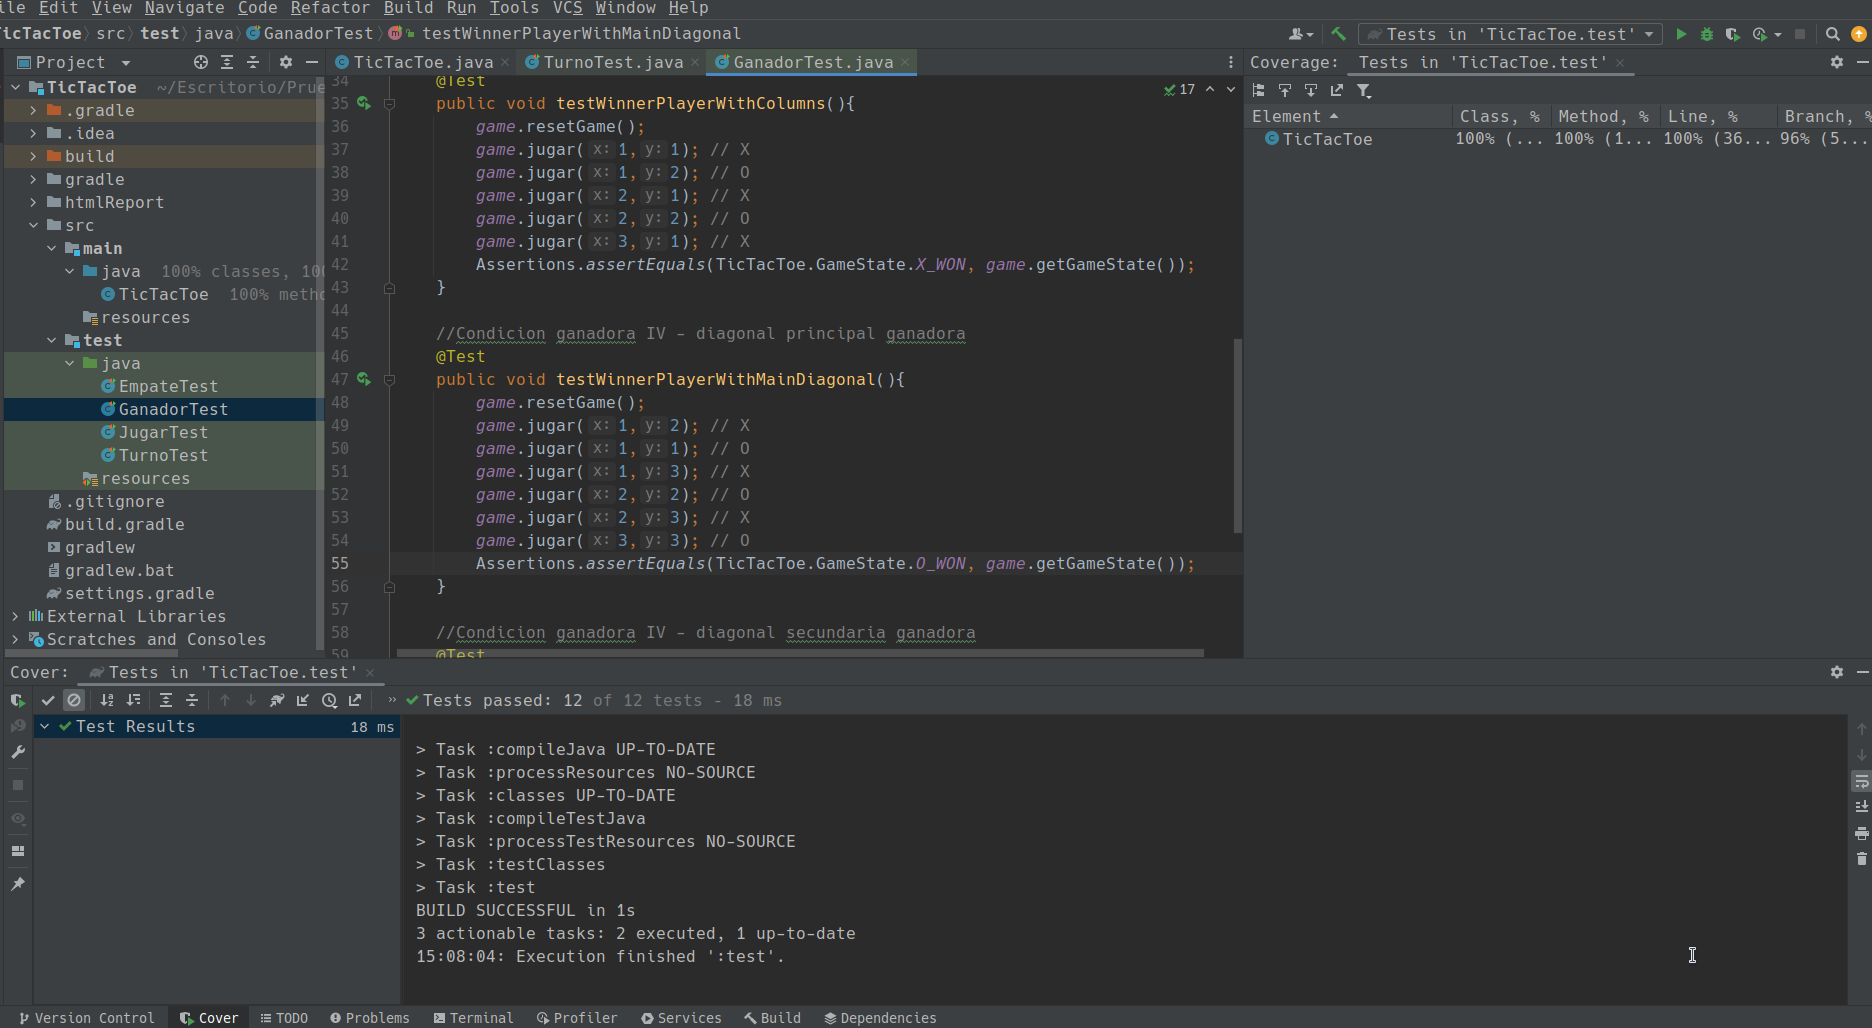 ile Edit View Navigate Code Refactor Build Run Tools VCS Window Help
icTacToe src test java GanadorTest testWinnerPlayerWithMainDiagonal
Tests in 'TicTacToe.test'
Project
TicTacToe.java TurnoTest.java GanadorTest.java
Coverage: Tests in 'TicTacToe.test'
TicTacToe ~/Escritorio/Prue
.gradle
.idea
build
gradle
htmlReport
src
main
java 100% classes, 100
TicTacToe 100% metho
resources
test
java
EmpateTest
GanadorTest
JugarTest
TurnoTest
resources
.gitignore
build.gradle
gradlew
gradlew.bat
settings.gradle
External Libraries
Scratches and Consoles
34 @Test
17
35 public void testWinnerPlayerWithColumns(){
36 game.resetGame();
37 game.jugar( x: 1, y: 1); // X
38 game.jugar( x: 1, y: 2); // O
39 game.jugar( x: 2, y: 1); // X
40 game.jugar( x: 2, y: 2); // O
41 game.jugar( x: 3, y: 1); // X
42 Assertions.assertEquals(TicTacToe.GameState.X_WON, game.getGameState());
43 }
44
45 //Condicion ganadora IV - diagonal principal ganadora
46 @Test
47 public void testWinnerPlayerWithMainDiagonal(){
48 game.resetGame();
49 game.jugar( x: 1, y: 2); // X
50 game.jugar( x: 1, y: 1); // O
51 game.jugar( x: 1, y: 3); // X
52 game.jugar( x: 2, y: 2); // O
53 game.jugar( x: 2, y: 3); // X
54 game.jugar( x: 3, y: 3); // O
55 Assertions.assertEquals(TicTacToe.GameState.O_WON, game.getGameState());
56 }
57
58 //Condicion ganadora IV - diagonal secundaria ganadora
59 @Test
Element Class, % Method, % Line, % Branch, %
TicTacToe 100% (... 100% (1... 100% (36... 96% (5...
Cover: Tests in 'TicTacToe.test'
Tests passed: 12 of 12 tests – 18 ms
Test Results 18 ms
> Task :compileJava UP-TO-DATE
> Task :processResources NO-SOURCE
> Task :classes UP-TO-DATE
> Task :compileTestJava
> Task :processTestResources NO-SOURCE
> Task :testClasses
> Task :test
BUILD SUCCESSFUL in 1s
3 actionable tasks: 2 executed, 1 up-to-date
15:08:04: Execution finished ':test'.
Version Control Cover TODO Problems Terminal Profiler Services Build Dependencies